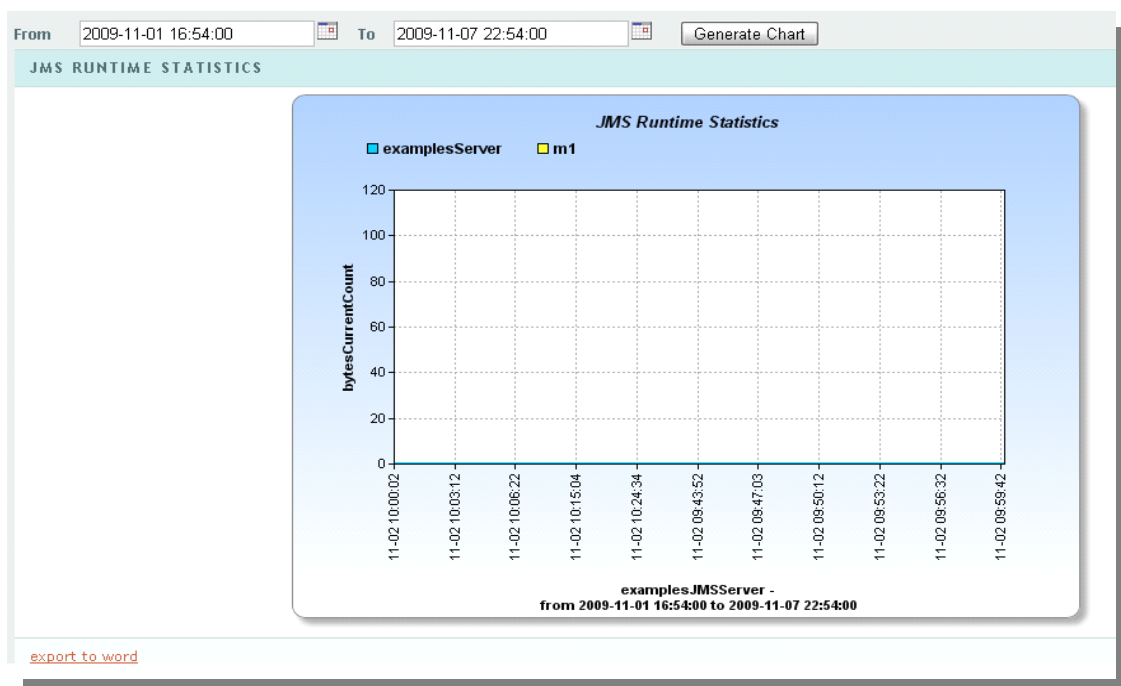 From 2009-11-01 16:54:00 To 2009-11-07 22:54:00 Generate Chart
JMS RUNTIME STATISTICS
JMS Runtime Statistics
examplesServer m1
bytesCurrentCount
120
100
80
60
40
20
0
11-02 10:00:02
11-02 10:03:12
11-02 10:06:22
11-02 10:15:04
11-02 10:24:34
11-02 09:43:52
11-02 09:47:03
11-02 09:50:12
11-02 09:53:22
11-02 09:56:32
11-02 09:59:42
examplesJMSServer -
from 2009-11-01 16:54:00 to 2009-11-07 22:54:00
export to word